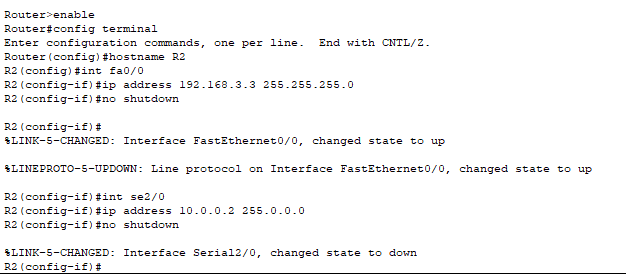 Router>enable
Router#config terminal
Enter configuration commands, one per line.  End with CNTL/Z.
Router(config)#hostname R2
R2(config)#int fa0/0
R2(config-if)#ip address 192.168.3.3 255.255.255.0
R2(config-if)#no shutdown
R2(config-if)#
%LINK-5-CHANGED: Interface FastEthernet0/0, changed state to up
%LINEPROTO-5-UPDOWN: Line protocol on Interface FastEthernet0/0, changed state to up
R2(config-if)#int se2/0
R2(config-if)#ip address 10.0.0.2 255.0.0.0
R2(config-if)#no shutdown
%LINK-5-CHANGED: Interface Serial2/0, changed state to down
R2(config-if)#